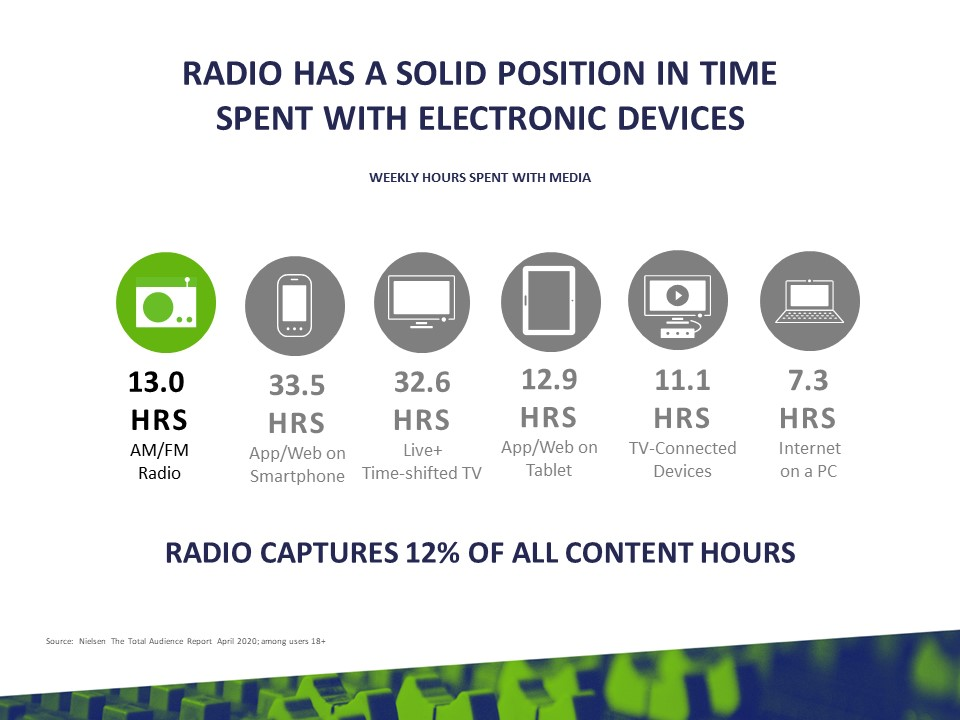 RADIO HAS A SOLID POSITION IN TIME
SPENT WITH ELECTRONIC DEVICES
WEEKLY HOURS SPENT WITH MEDIA
13.0
HRS
AM/FM
Radio
33.5
HRS
App/Web on
Smartphone
32.6
HRS
Live+
Time-shifted TV
12.9
HRS
App/Web on
Tablet
11.1
HRS
TV-Connected
Devices
7.3
HRS
Internet
on a PC
RADIO CAPTURES 12% OF ALL CONTENT HOURS
Source: Nielsen The Total Audience Report April 2020; among users 18+